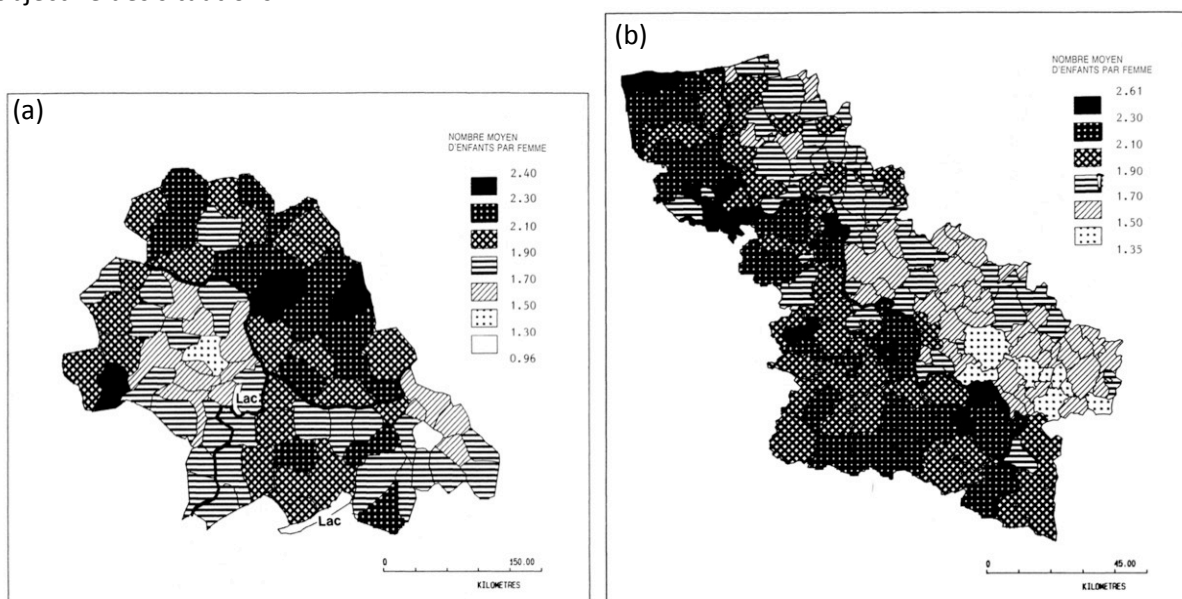 (a)
NOMBRE MOYEN
D'ENFANTS PAR FEMME
2.40
2.30
2.10
1.90
1.70
1.50
1.30
0.96
Lac
Lac
0 150.00
KILOMETRES
(b)
NOMBRE MOYEN
D'ENFANTS PAR FEMME
2.61
2.30
2.10
1.90
1.70
1.50
1.35
0 45.00
KILOMETRES